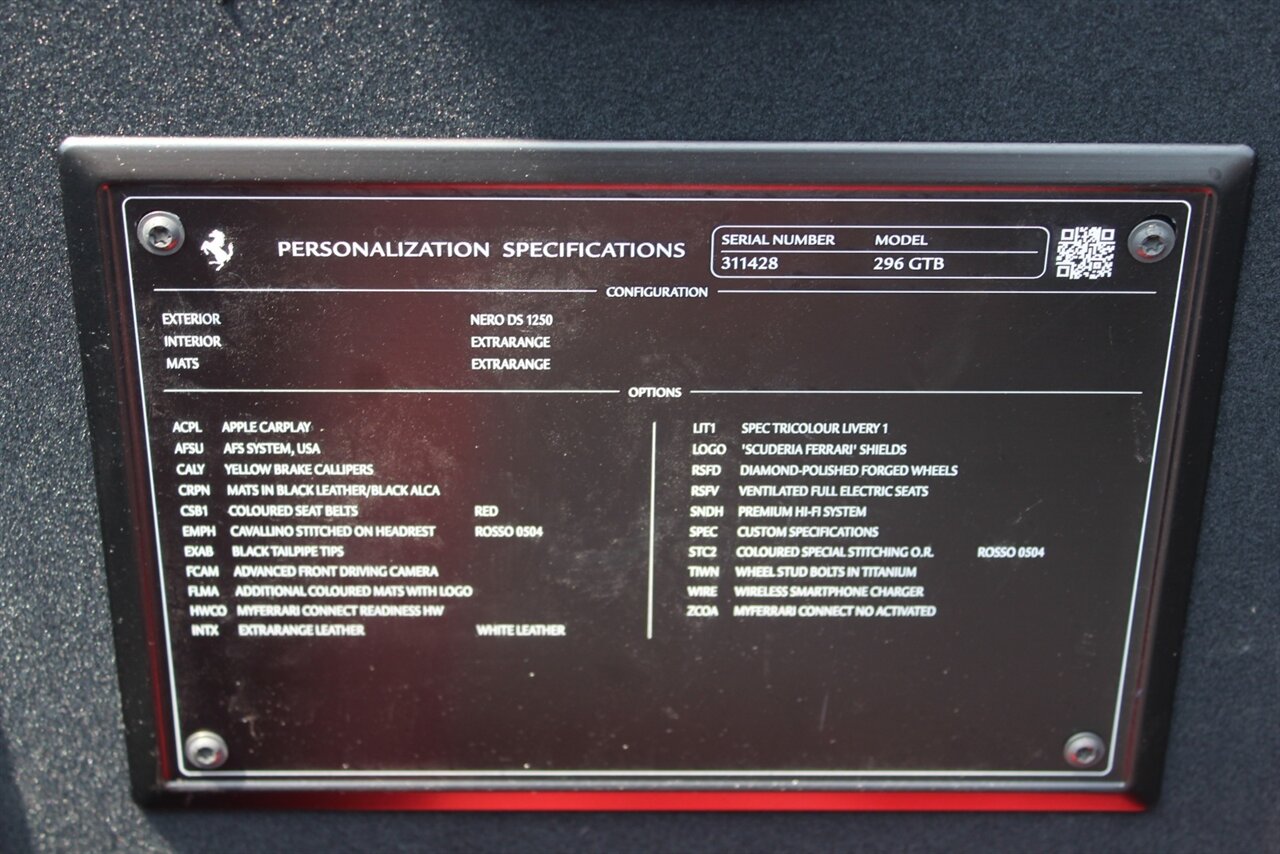 PERSONALIZATION SPECIFICATIONS
SERIAL NUMBER MODEL
311428 296 GTB
CONFIGURATION
EXTERIOR NERO DS 1250
INTERIOR EXTRARANGE
MATS EXTRARANGE
OPTIONS
ACPL APPLE CARPLAY
AFSU AFS SYSTEM, USA
CALY YELLOW BRAKE CALLIPERS
CRPN MATS IN BLACK LEATHER/BLACK ALCA
CSB1 COLOURED SEAT BELTS RED
EMPH CAVALLINO STITCHED ON HEADREST ROSSO 0504
EXAB BLACK TAILPIPE TIPS
FCAM ADVANCED FRONT DRIVING CAMERA
FLMA ADDITIONAL COLOURED MATS WITH LOGO
HWCO MYFERRARI CONNECT READINESS HW
INTX EXTRARANGE LEATHER WHITE LEATHER
LIT1 SPEC TRICOLOUR LIVERY 1
LOGO 'SCUDERIA FERRARI' SHIELDS
RSFD DIAMOND-POLISHED FORGED WHEELS
RSFV VENTILATED FULL ELECTRIC SEATS
SNDH PREMIUM HI-FI SYSTEM
SPEC CUSTOM SPECIFICATIONS
STC2 COLOURED SPECIAL STITCHING O.R. ROSSO 0504
TIWN WHEEL STUD BOLTS IN TITANIUM
WIRE WIRELESS SMARTPHONE CHARGER
ZCOA MYFERRARI CONNECT NO ACTIVATED